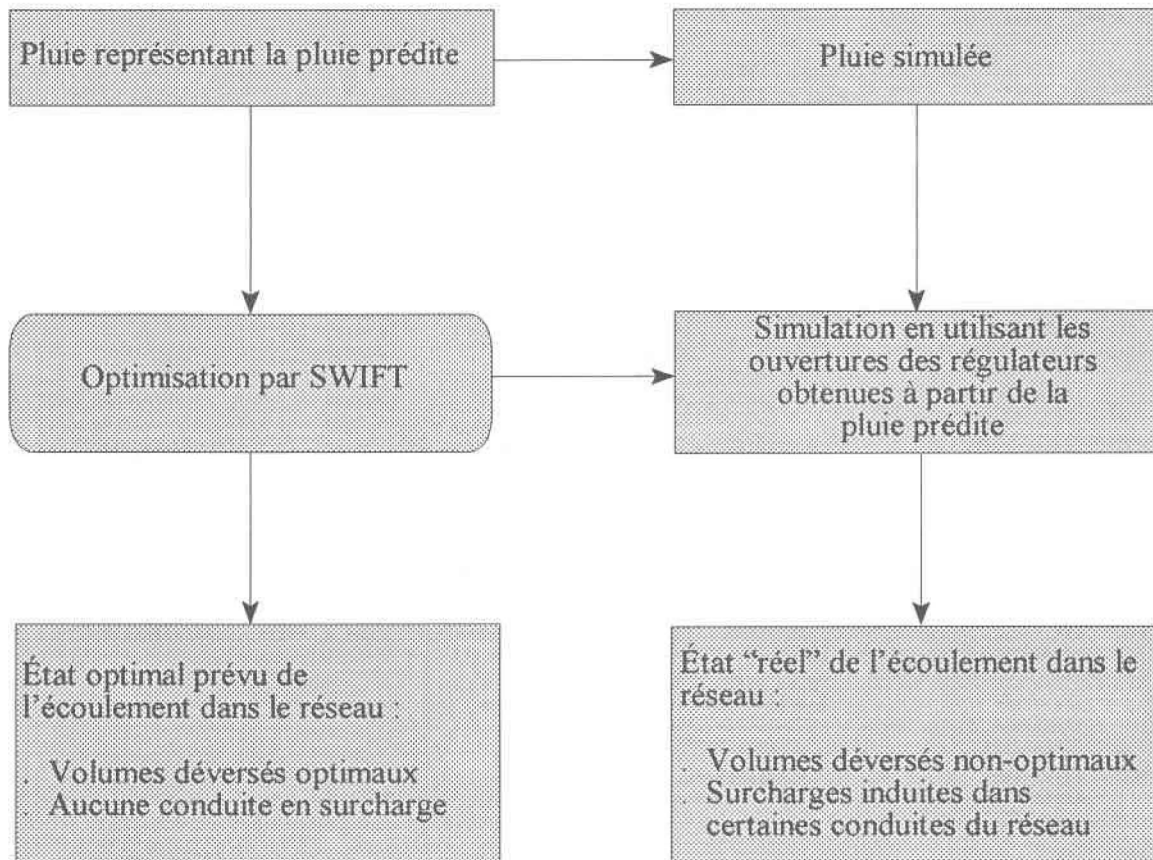 Pluie représentant la pluie prédite
Pluie simulée
Optimisation par SWIFT
Simulation en utilisant les
ouvertures des régulateurs
obtenues à partir de la
pluie prédite
État optimal prévu de
l'écoulement dans le réseau :
. Volumes déversés optimaux
. Aucune conduite en surcharge
État “réel” de l'écoulement dans le
réseau :
. Volumes déversés non-optimaux
. Surcharges induites dans
certaines conduites du réseau